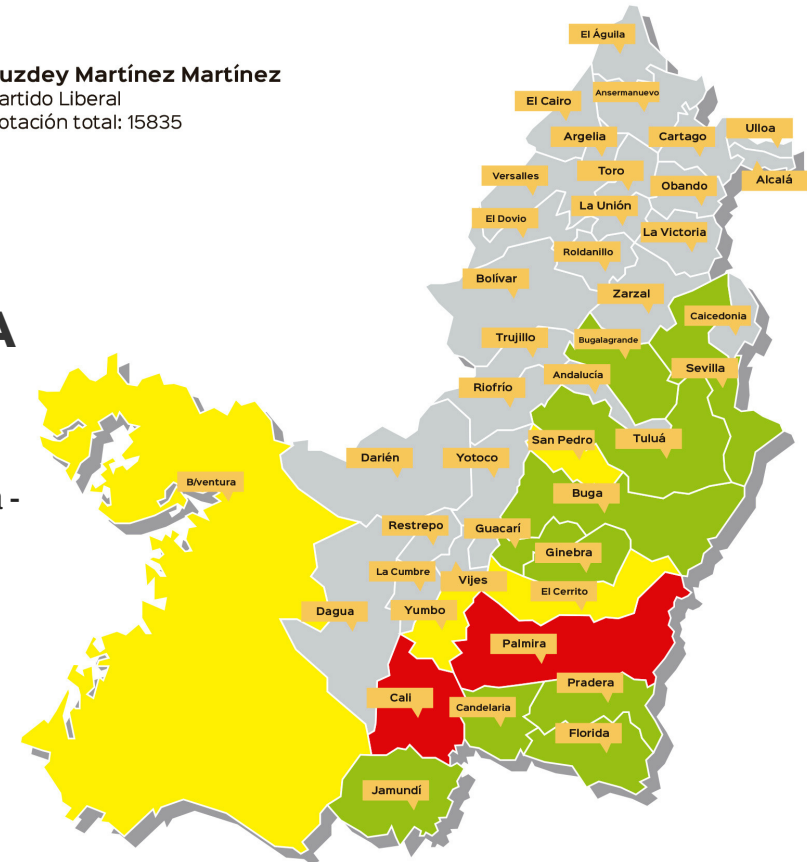 uzdey Martínez Martínez
artido Liberal
otación total: 15835
A
a -
El Águila
Ansermanuevo
El Cairo
Argelia
Cartago
Ulloa
Versalles
Toro
Obando
Alcalá
El Dovio
La Unión
La Victoria
Roldanillo
Bolívar
Zarzal
Caicedonia
Trujillo
Bugalagrande
Sevilla
Andalucía
Riofrío
San Pedro
Tuluá
Darién
Yotoco
B/ventura
Buga
Restrepo
Guacarí
Ginebra
La Cumbre
Vijes
El Cerrito
Dagua
Yumbo
Palmira
Pradera
Cali
Candelaria
Florida
Jamundí